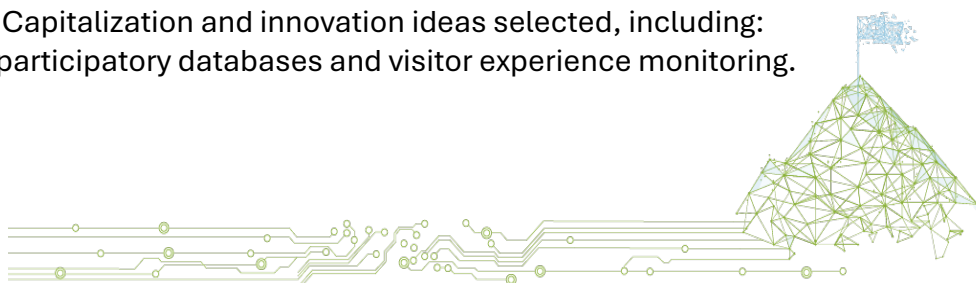 Capitalization and innovation ideas selected, including:
participatory databases and visitor experience monitoring.